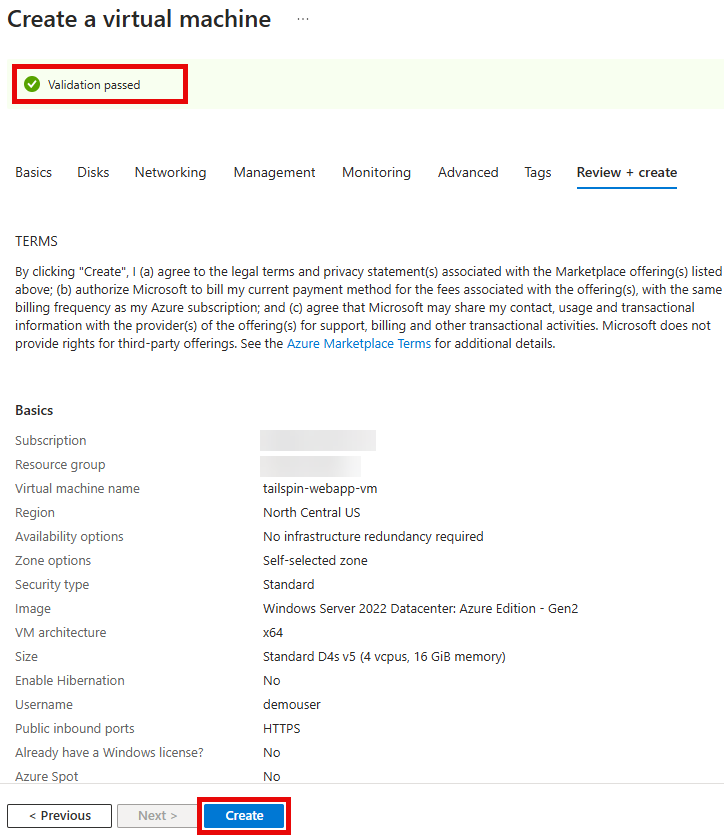 Create a virtual machine ...
Validation passed
Basics Disks Networking Management Monitoring Advanced Tags Review + create
TERMS
By clicking "Create", I (a) agree to the legal terms and privacy statement(s) associated with the Marketplace offering(s) listed
above; (b) authorize Microsoft to bill my current payment method for the fees associated with the offering(s), with the same
billing frequency as my Azure subscription; and (c) agree that Microsoft may share my contact, usage and transactional
information with the provider(s) of the offering(s) for support, billing and other transactional activities. Microsoft does not
provide rights for third-party offerings. See the Azure Marketplace Terms for additional details.
Basics
Subscription
Resource group
Virtual machine name tailspin-webapp-vm
Region North Central US
Availability options No infrastructure redundancy required
Zone options Self-selected zone
Security type Standard
Image Windows Server 2022 Datacenter: Azure Edition - Gen2
VM architecture x64
Size Standard D4s v5 (4 vcpus, 16 GiB memory)
Enable Hibernation No
Username demouser
Public inbound ports HTTPS
Already have a Windows license? No
Azure Spot No
< Previous Next > Create